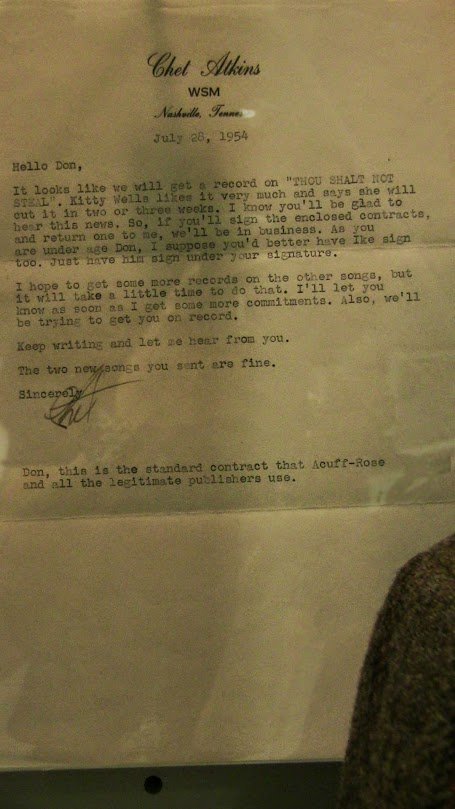 Chet Atkins
WSM
Nashville, Tennes
July 28, 1954
Hello Don,
It looks like we will get a record on "THOU SHALT NOT
STEAL". Kitty Wells likes it very much and says she will
cut it in two or three weeks. I know you'll be glad to
hear this news. So, if you'll sign the enclosed contracts,
and return one to me, we'll be in business. As you
are under age Don, I suppose you'd better have Ike sign
too. Just have him sign under your signature.
I hope to get some more records on the other songs, but
it will take a little time to do that. I'll let you
know as soon as I get some more commitments. Also, we'll
be trying to get you on record.
Keep writing and let me hear from you.
The two new songs you sent are fine.
Sincerely
Chet
Don, this is the standard contract that Acuff-Rose
and all the legitimate publishers use.